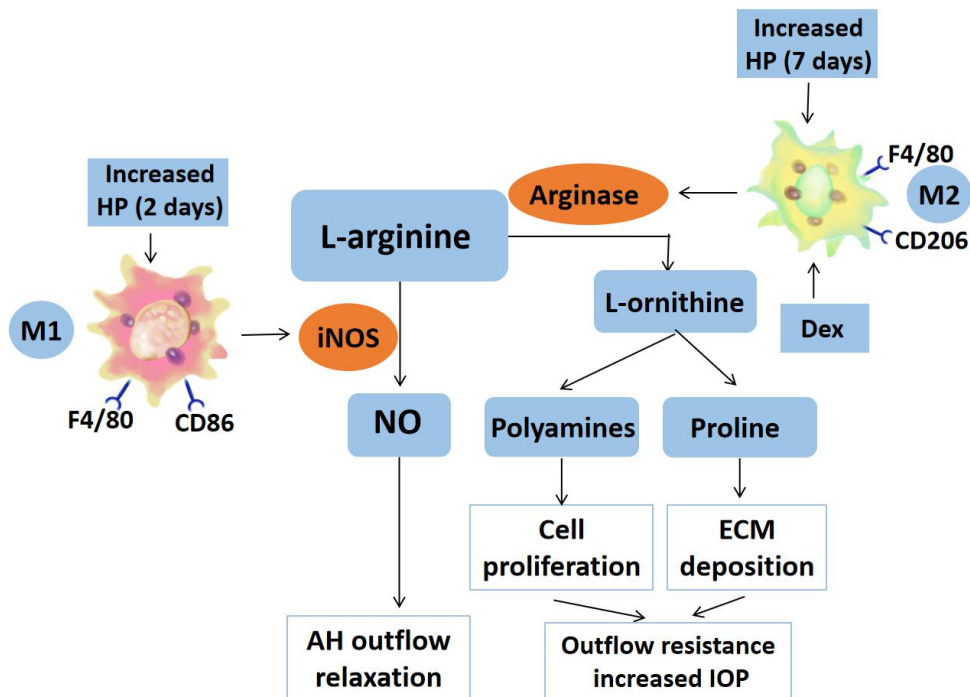 Increased
HP (7 days)
F4/80
M2
CD206
Dex
Arginase
Increased
HP (2 days)
M1
F4/80
CD86
iNOS
L-arginine
L-ornithine
NO
Polyamines
Proline
Cell
proliferation
ECM
deposition
AH outflow
relaxation
Outflow resistance
increased IOP